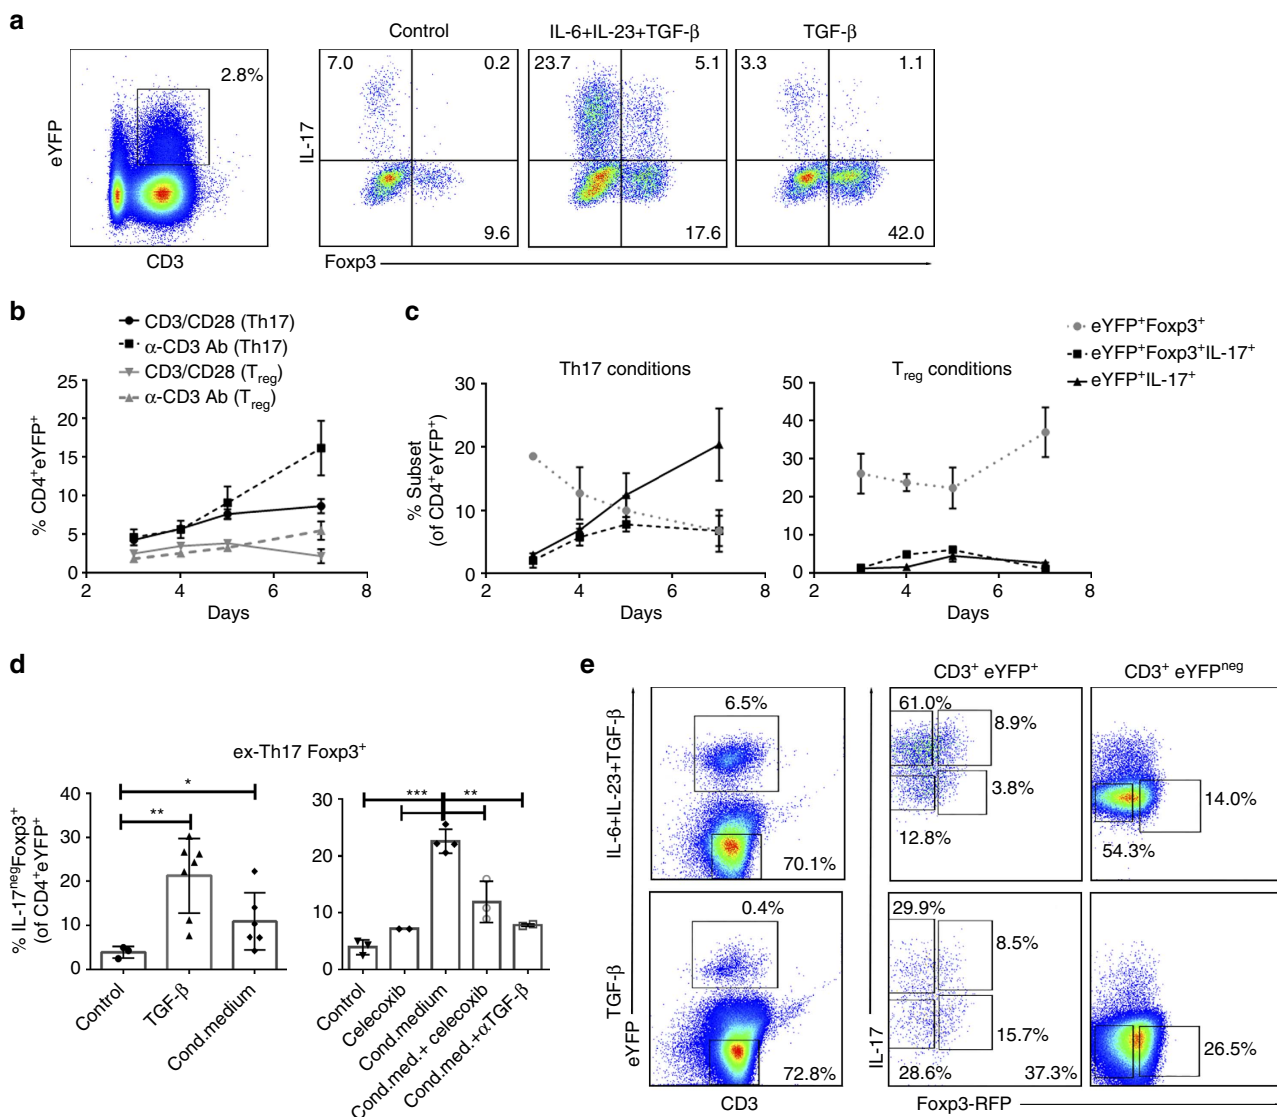 a
Control
IL-6+IL-23+TGF-β
TGF-β
2.8%
7.0
0.2
23.7
5.1
3.3
1.1
eYFP
IL-17
9.6
17.6
42.0
CD3
Foxp3
b
CD3/CD28 (Th17)
α-CD3 Ab (Th17)
CD3/CD28 (Treg)
α-CD3 Ab (Treg)
% CD4+eYFP+
25
20
15
10
5
0
2
4
6
8
Days
c
eYFP+Foxp3+
eYFP+Foxp3+IL-17+
eYFP+IL-17+
Th17 conditions
% Subset
(of CD4+eYFP+)
30
20
10
0
2
4
6
8
Days
Treg conditions
50
40
30
20
10
0
2
4
6
8
Days
d
ex-Th17 Foxp3+
% IL-17negFoxp3+
(of CD4+eYFP+
40
30
20
10
0
*
**
Control
TGF-β
Cond.medium
30
20
10
0
***
**
Control
Celecoxib
Cond.medium
Cond.med.+ celecoxib
Cond.med.+αTGF-β
e
CD3+ eYFP+
CD3+ eYFPneg
IL-6+IL-23+TGF-β
6.5%
70.1%
61.0%
8.9%
3.8%
12.8%
14.0%
54.3%
TGF-β
eYFP
0.4%
72.8%
CD3
IL-17
29.9%
8.5%
15.7%
28.6%
37.3%
26.5%
Foxp3-RFP